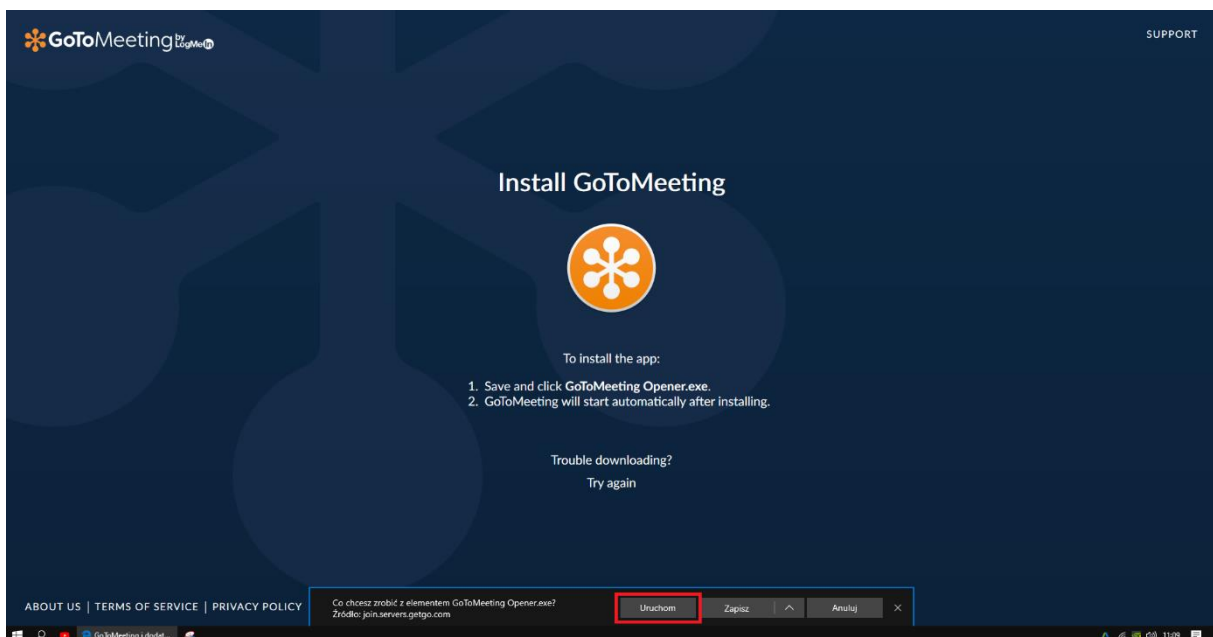 GoToMeeting by LogMeIn
SUPPORT
Install GoToMeeting
To install the app:
1. Save and click GoToMeeting Opener.exe.
2. GoToMeeting will start automatically after installing.
Trouble downloading?
Try again
ABOUT US | TERMS OF SERVICE | PRIVACY POLICY
Co chcesz zrobić z elementem GoToMeeting Opener.exe?
Źródło: join.servers.getgo.com
Uruchom
Zapisz
Anuluj
GoToMeeting i dodat...
11:09